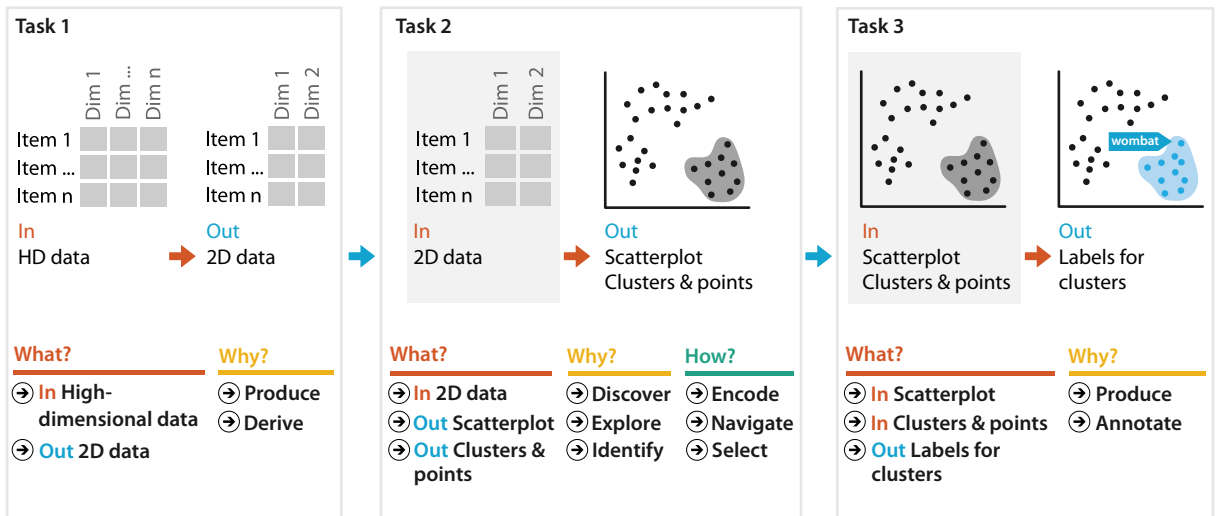 Task 1
Dim 1
Dim ...
Dim n
Dim 1
Dim 2
Item 1
Item ...
Item n
Item 1
Item ...
Item n
In
HD data
Out
2D data
What?
In High-
dimensional data
Out 2D data
Why?
Produce
Derive
Task 2
Dim 1
Dim 2
Item 1
Item ...
Item n
In
2D data
Out
Scatterplot
Clusters & points
What?
In 2D data
Out Scatterplot
Out Clusters &
points
Why?
Discover
Explore
Identify
How?
Encode
Navigate
Select
Task 3
wombat
In
Scatterplot
Clusters & points
Out
Labels for
clusters
What?
In Scatterplot
In Clusters & points
Out Labels for
clusters
Why?
Produce
Annotate